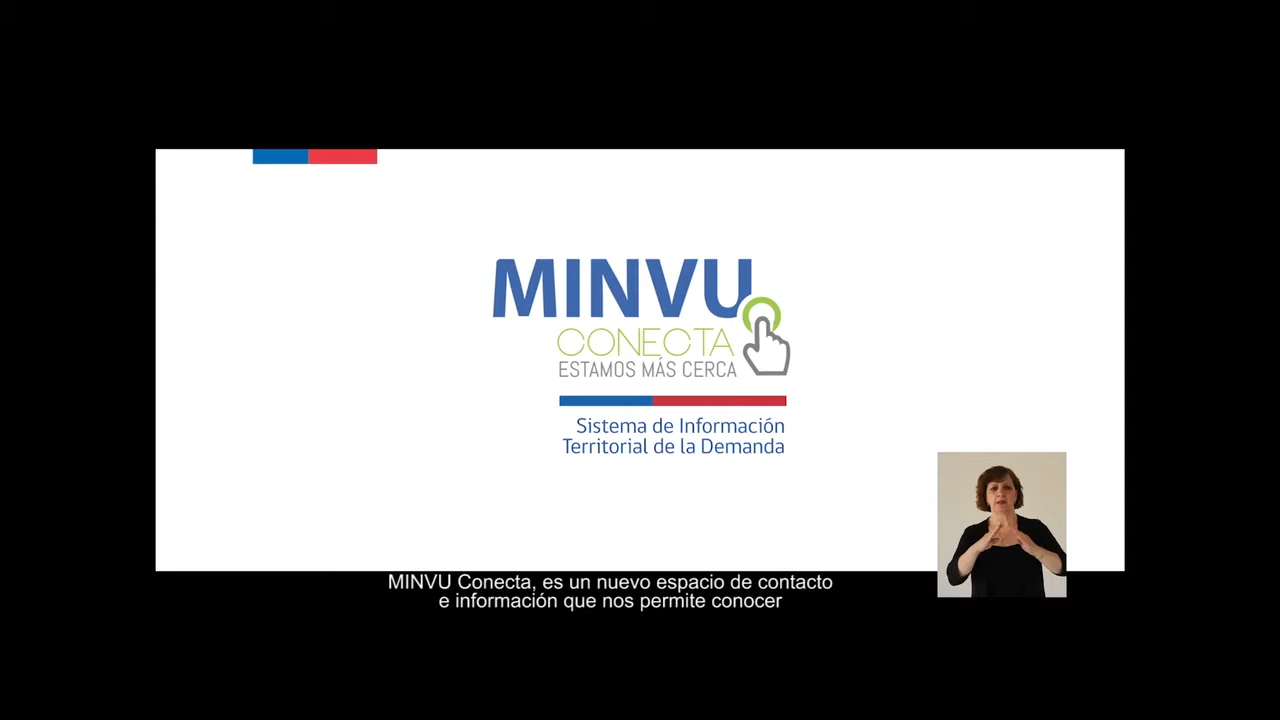 MINVU
CONECTA
ESTAMOS MÁS CERCA
Sistema de Información
Territorial de la Demanda
MINVU Conecta, es un nuevo espacio de contacto
e información que nos permite conocer